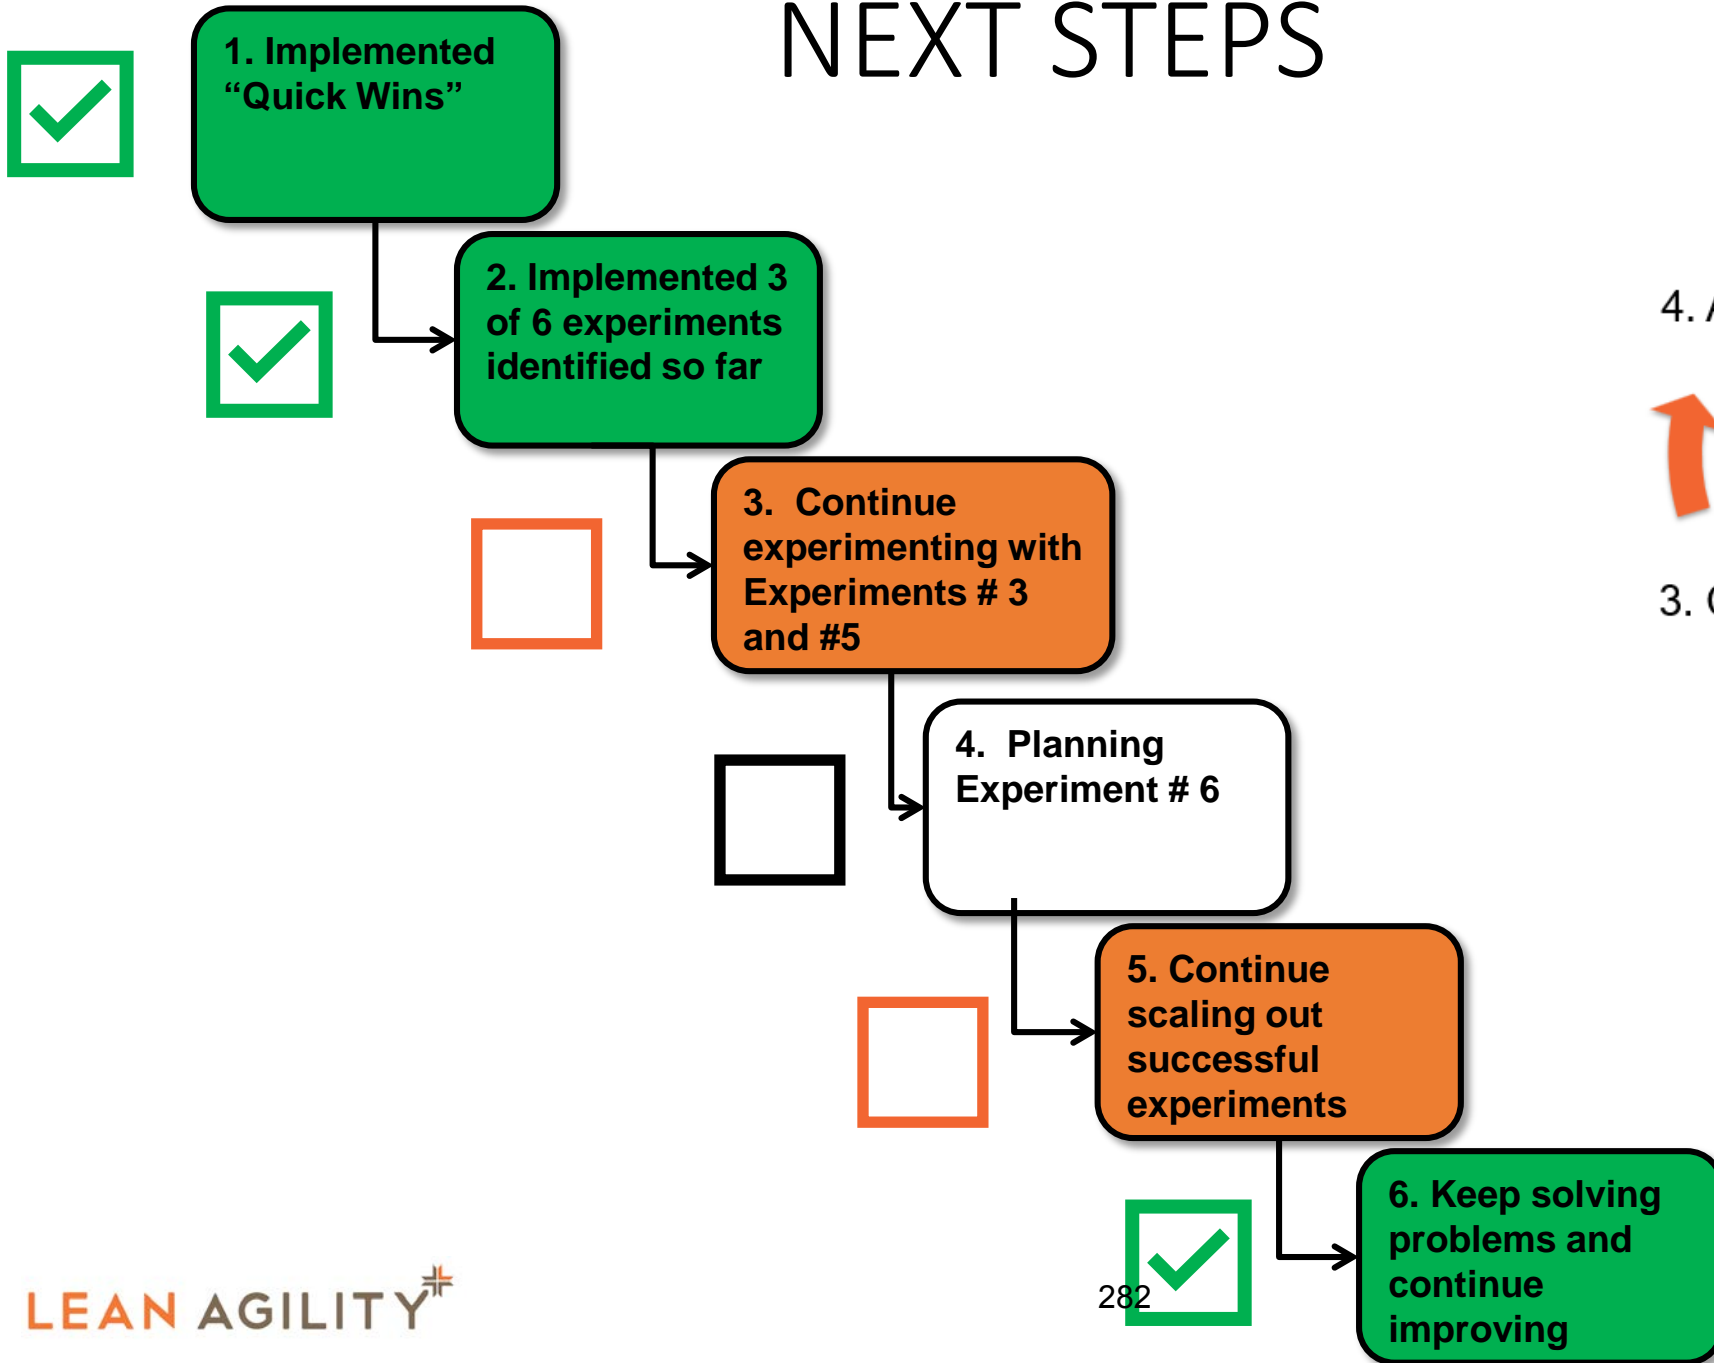 NEXT STEPS
1. Implemented
“Quick Wins”
2. Implemented 3
of 6 experiments
identified so far
4.
3.  Continue
experimenting with
Experiments # 3
and #5
3.
4.  Planning
Experiment # 6
5. Continue
scaling out
successful
experiments
6. Keep solving
problems and
continue
improving
282
LEAN AGILITY